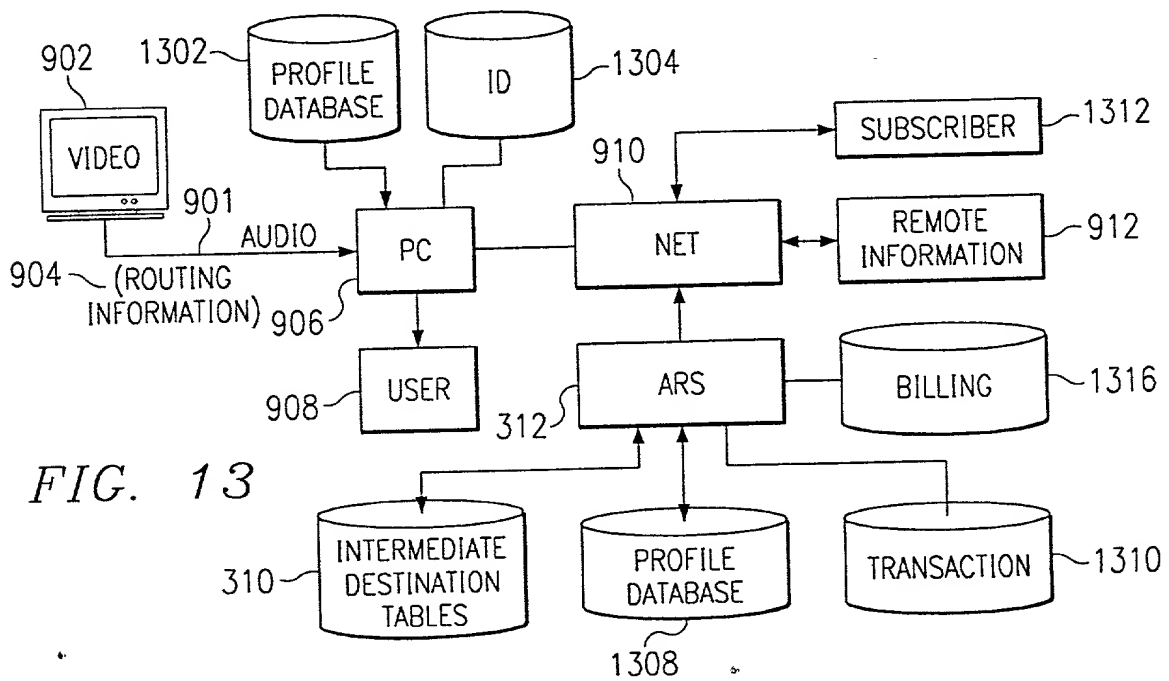 1302
PROFILE
DATABASE
ID
1304
902
VIDEO
901
AUDIO
904
(ROUTING
INFORMATION)
PC
906
USER
908
910
NET
SUBSCRIBER
1312
REMOTE
INFORMATION
912
ARS
312
BILLING
1316
FIG. 13
310
INTERMEDIATE
DESTINATION
TABLES
PROFILE
DATABASE
1308
TRANSACTION
1310